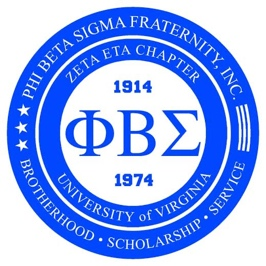 PHI BETA SIGMA FRATERNITY, INC.
ZETA ETA CHAPTER
1914
ΦΒΣ
1974
UNIVERSITY of VIRGINIA
BROTHERHOOD • SCHOLARSHIP • SERVICE